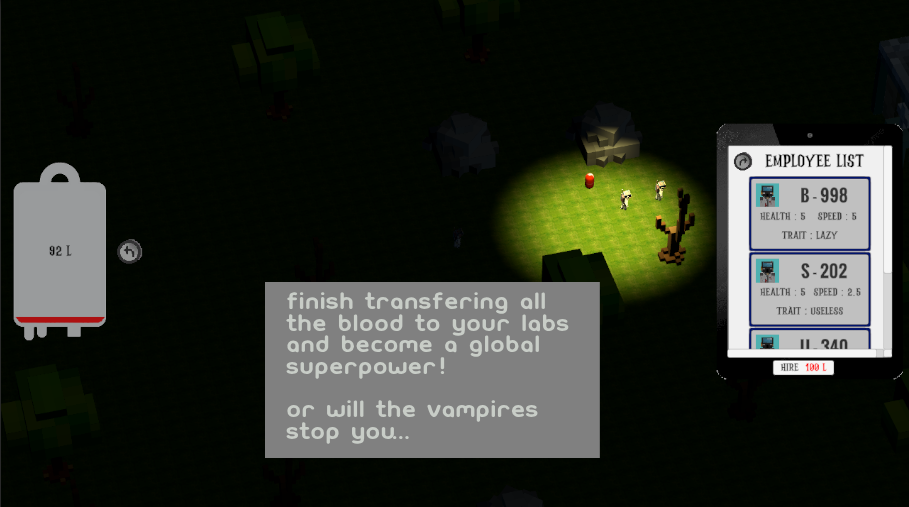 92 L
finish transfering all
the blood to your labs
and become a global
superpower!
or will the vampires
stop you..
EMPLOYEE LIST
B-998
HEALTH : 5 SPEED : 5
TRAIT : LAZY
S-202
HEALTH : 5 SPEED : 2.5
TRAIT : USELESS
U-340
HIRE 100 L